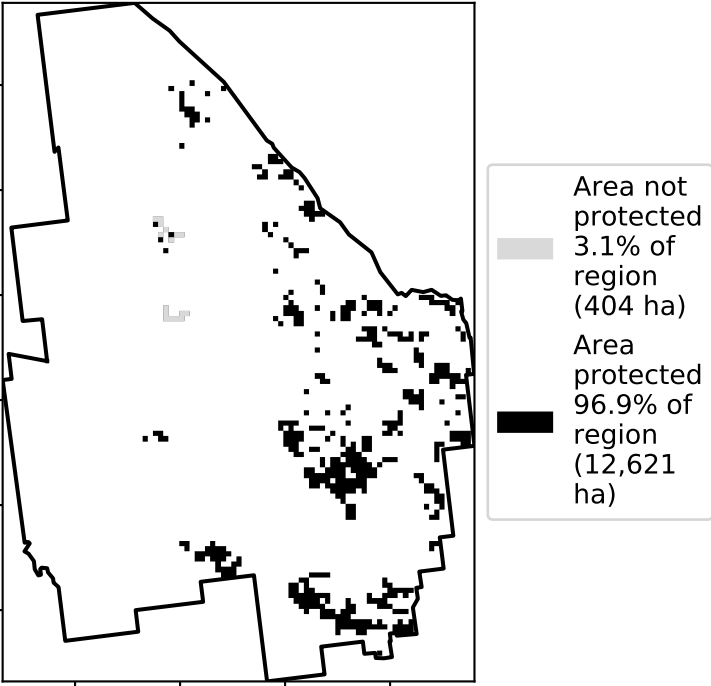 Area not
protected
3.1% of
region
(404 ha)
Area
protected
96.9% of
region
(12,621
ha)